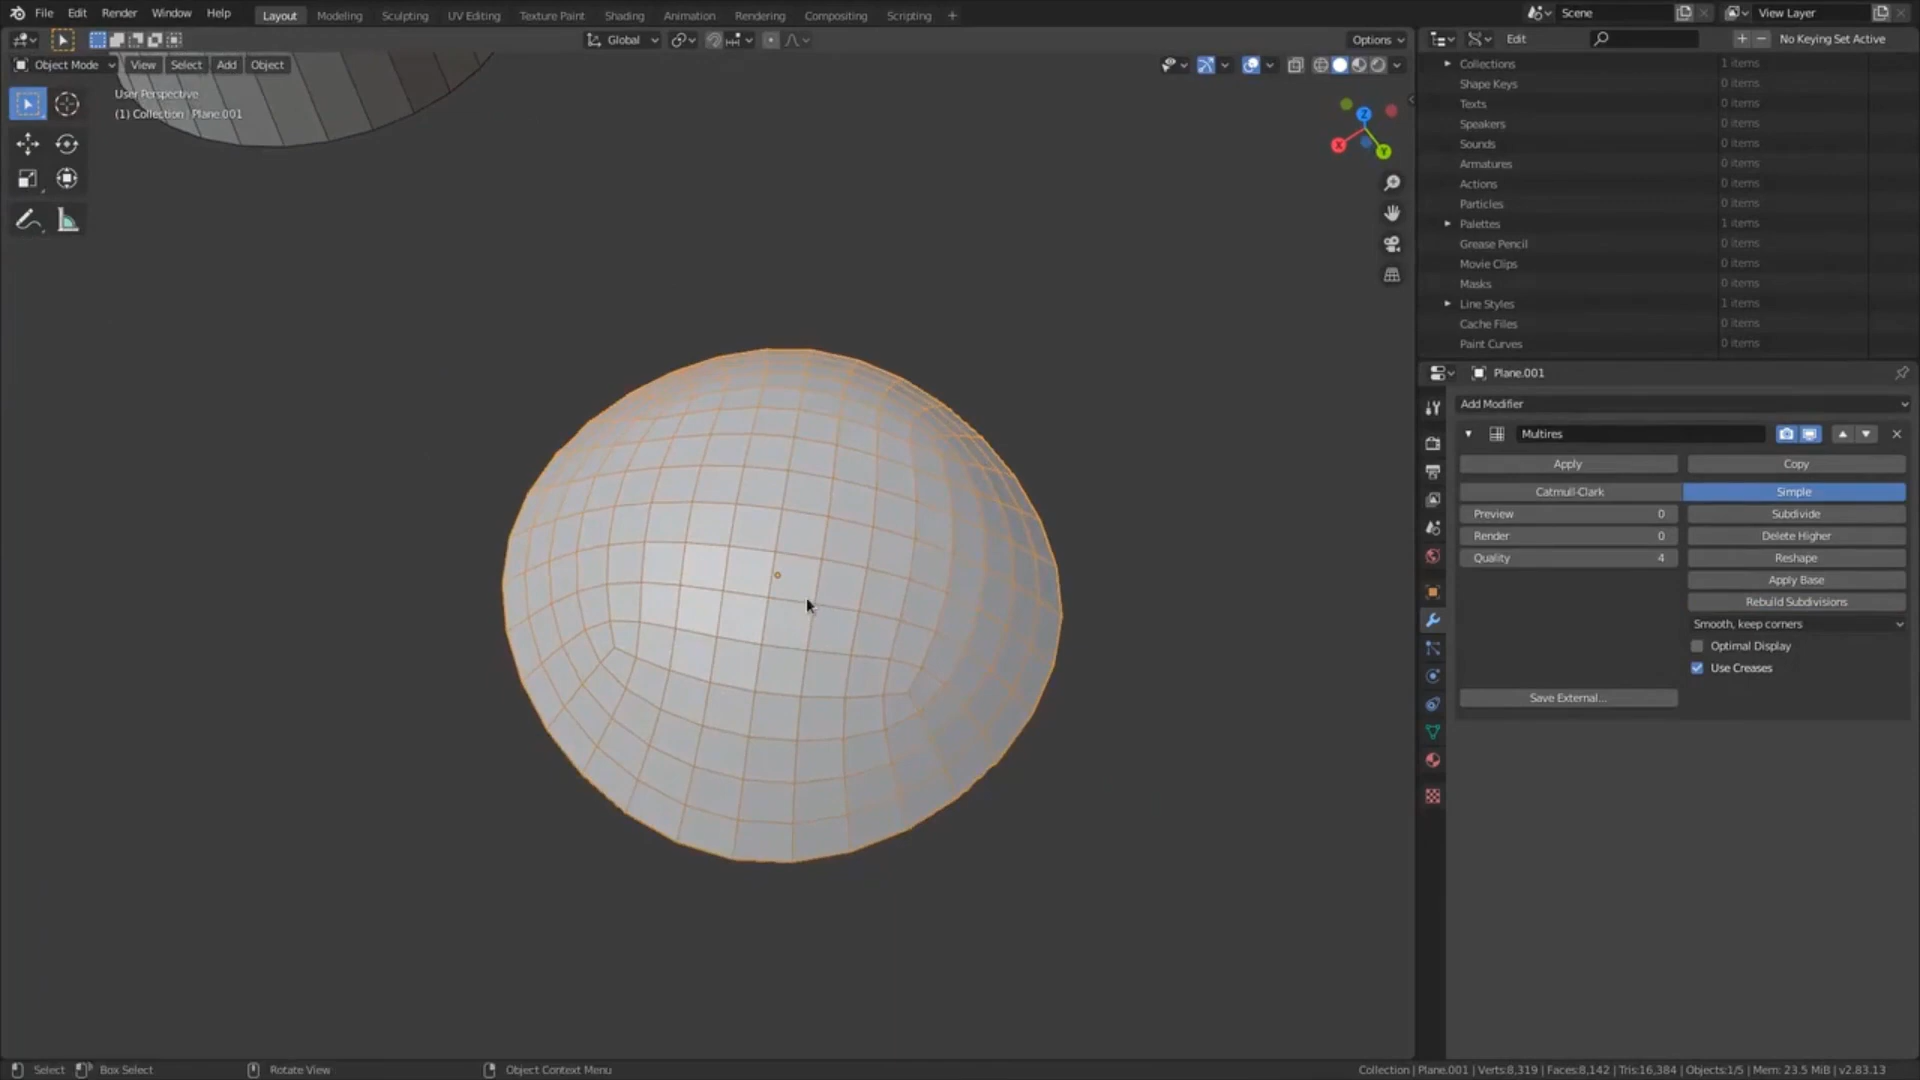 File Edit Render Window Help Layout Modeling Sculpting UV Editing Texture Paint Shading Animation Rendering Compositing Scripting + Scene View Layer
Global Options Edit No Keying Set Active
Object Mode View Select Add Object
User Perspective
(1) Collection | Plane.001
Z
X
Y
Collections 1 items
Shape Keys 0 items
Texts 0 items
Speakers 0 items
Sounds 0 items
Armatures 0 items
Actions 0 items
Particles 0 items
Palettes 1 items
Grease Pencil 0 items
Movie Clips 0 items
Masks 0 items
Line Styles 1 items
Cache Files 0 items
Paint Curves 0 items
Plane.001
Add Modifier
Multires
Apply Copy
Catmull-Clark Simple
Preview 0 Subdivide
Render 0 Delete Higher
Quality 4 Reshape
Apply Base
Rebuild Subdivisions
Smooth, keep corners
Optimal Display
Use Creases
Save External...
Select Box Select Rotate View Object Context Menu Collection | Plane.001 | Verts:8,319 | Faces:8,142 | Tris:16,384 | Objects:1/5 | Mem: 23.5 MiB | v2.83.13